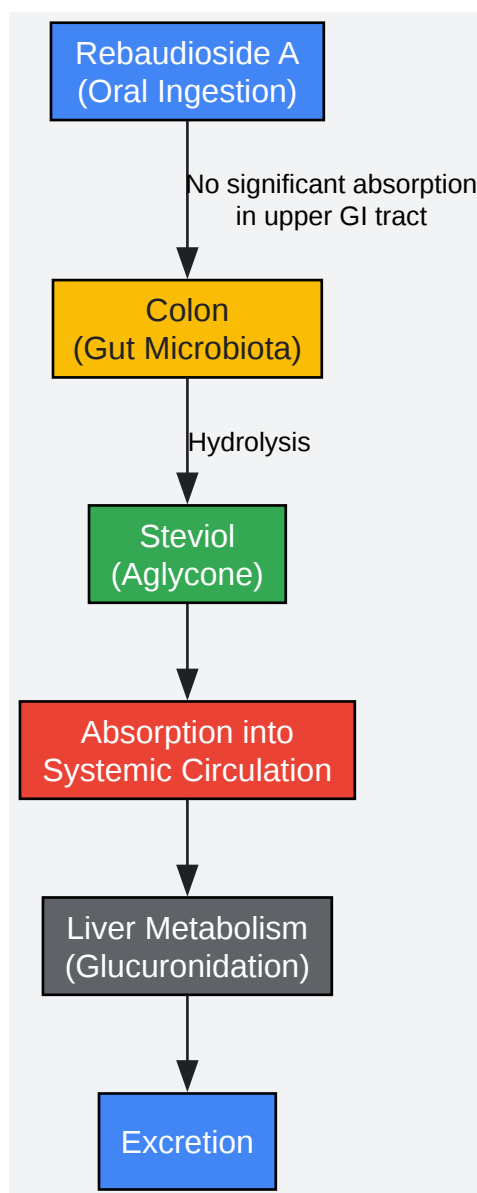 Rebaudioside A
(Oral Ingestion)
No significant absorption
in upper GI tract
Colon
(Gut Microbiota)
Hydrolysis
Steviol
(Aglycone)
Absorption into
Systemic Circulation
Liver Metabolism
(Glucuronidation)
Excretion